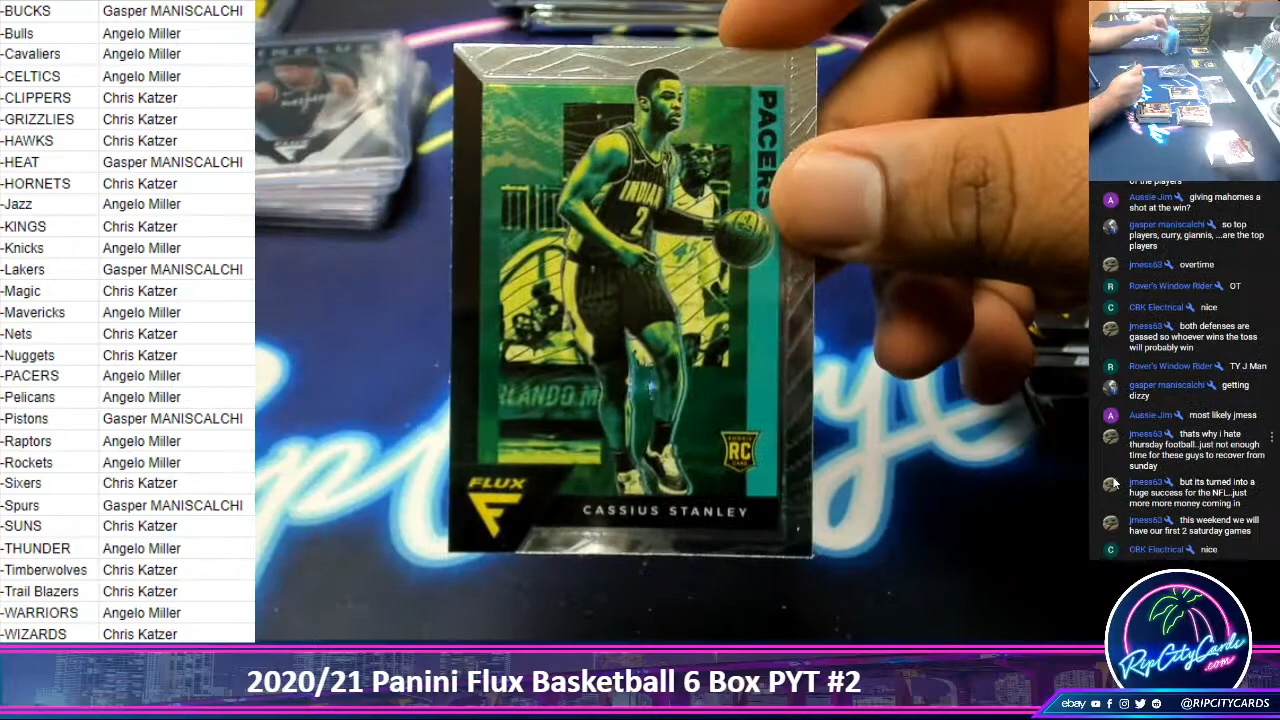 -BUCKS Gasper MANISCALCHI
-Bulls Angelo Miller
-Cavaliers Angelo Miller
-CELTICS Angelo Miller
-CLIPPERS Chris Katzer
-GRIZZLIES Chris Katzer
-HAWKS Chris Katzer
-HEAT Gasper MANISCALCHI
-HORNETS Chris Katzer
-Jazz Angelo Miller
-KINGS Chris Katzer
-Knicks Angelo Miller
-Lakers Gasper MANISCALCHI
-Magic Chris Katzer
-Mavericks Angelo Miller
-Nets Chris Katzer
-Nuggets Chris Katzer
-PACERS Angelo Miller
-Pelicans Angelo Miller
-Pistons Gasper MANISCALCHI
-Raptors Angelo Miller
-Rockets Angelo Miller
-Sixers Chris Katzer
-Spurs Gasper MANISCALCHI
-SUNS Chris Katzer
-THUNDER Angelo Miller
-Timberwolves Chris Katzer
-Trail Blazers Chris Katzer
-WARRIORS Angelo Miller
-WIZARDS Chris Katzer
PACERS
INDIANA
2
RC
FLUX
CASSIUS STANLEY
of the players
A Aussie Jim giving mahomes a
shot at the win?
gasper maniscalchi so top
players, curry, giannis, ...are the top
players
jmess63 overtime
R Rover's Window Rider OT
C CBK Electrical nice
jmess63 both defenses are
gassed so whoever wins the toss
will probably win
R Rover's Window Rider TY J Man
gasper maniscalchi getting
dizzy
A Aussie Jim most likely jmess
jmess63 thats why i hate
thursday football..just not enough
time for these guys to recover from
sunday
jmess63 but its turned into a
huge success for the NFL..just
more more money coming in
jmess63 this weekend we will
have our first 2 saturday games
C CBK Electrical nice
RipCityCards
.com
2020/21 Panini Flux Basketball 6 Box PYT #2
ebay @RIPCITYCARDS